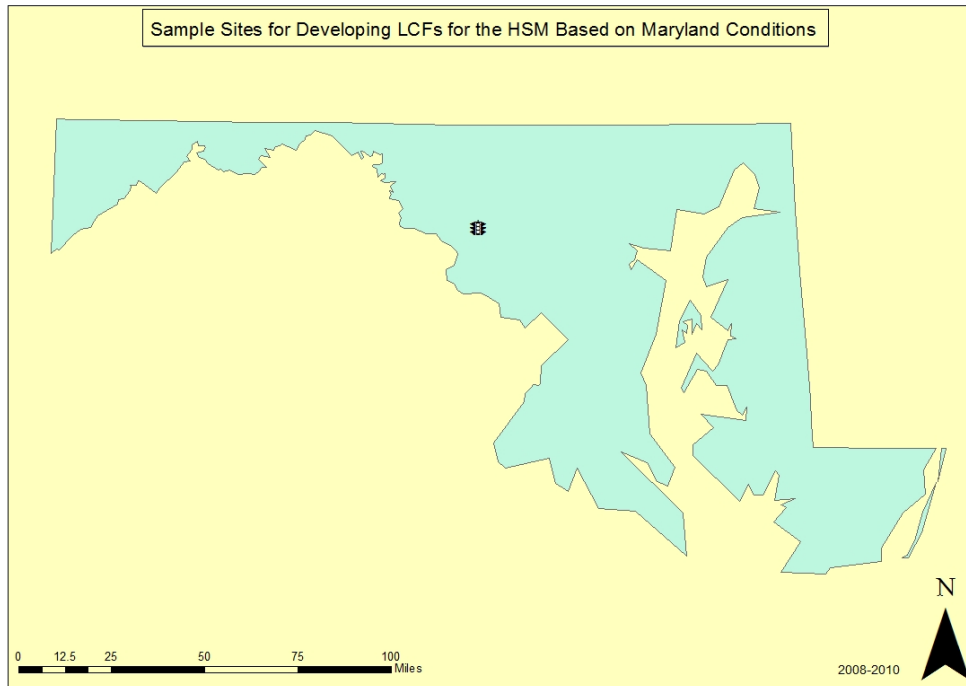 Sample Sites for Developing LCFs for the HSM Based on Maryland Conditions
N
0 12.5 25 50 75 100
Miles
2008-2010